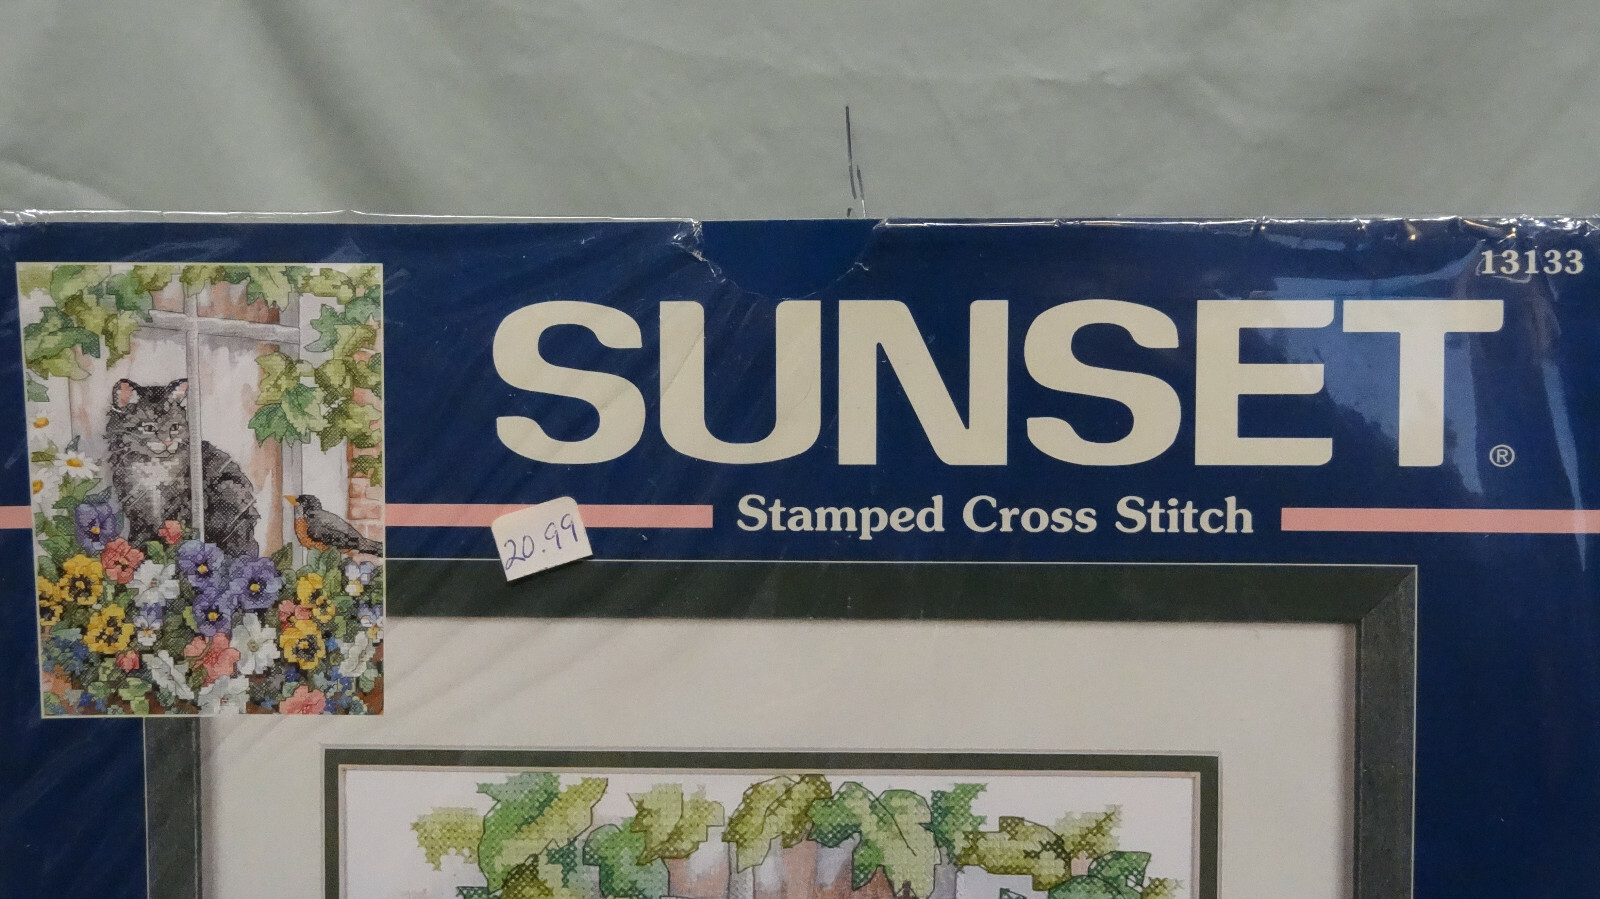 13133
SUNSET®
Stamped Cross Stitch
20.99